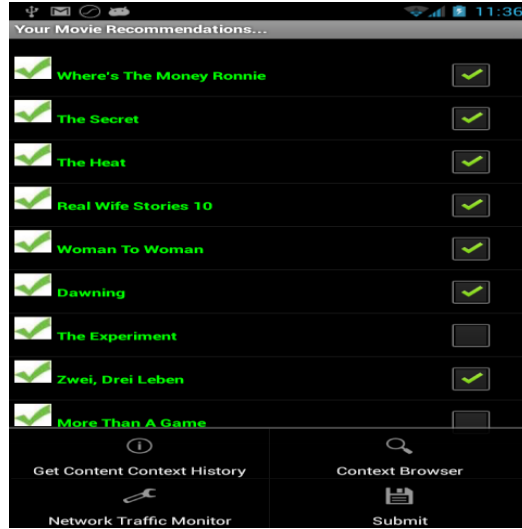 11:36
Your Movie Recommendations...
Where's The Money Ronnie
The Secret
The Heat
Real Wife Stories 10
Woman To Woman
Dawning
The Experiment
Zwei, Drei Leben
More Than A Game
Get Content Context History
Context Browser
Network Traffic Monitor
Submit